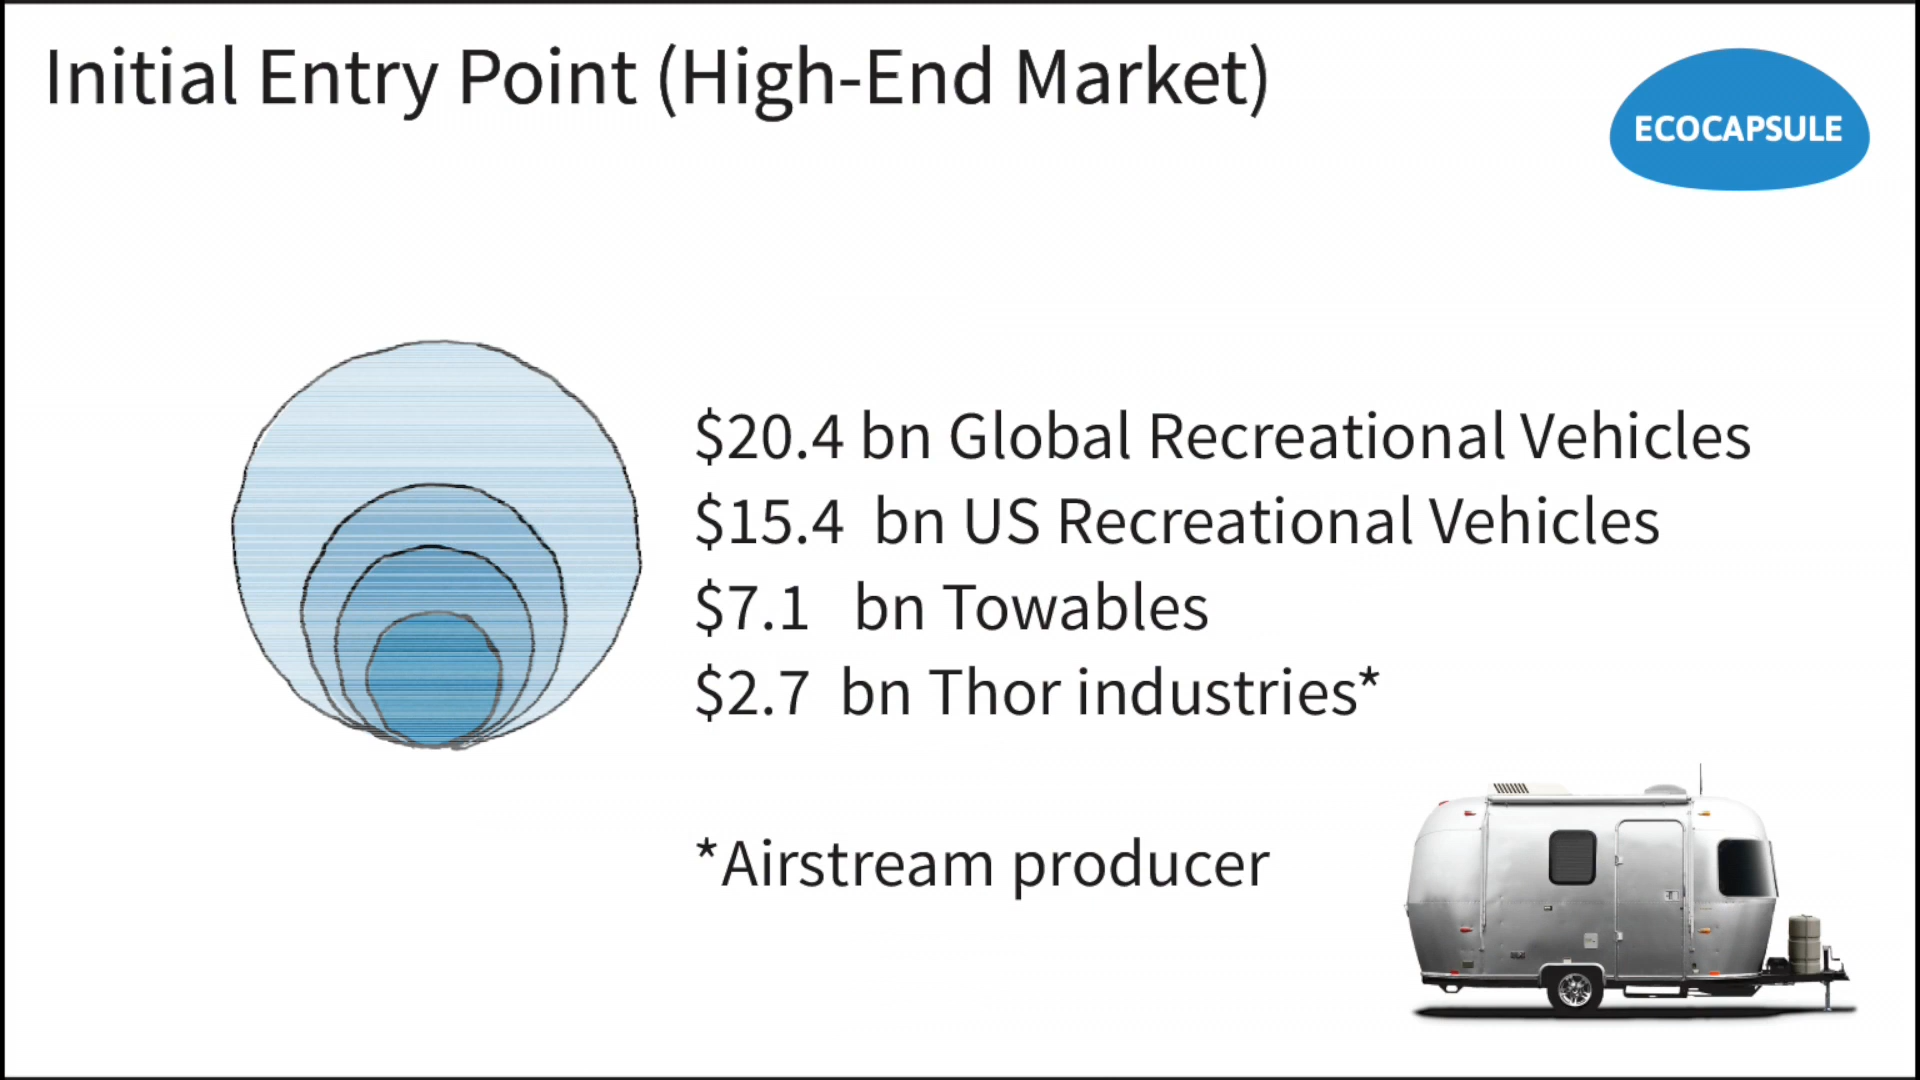 Initial Entry Point (High-End Market)
ECOCAPSULE
$20.4 bn Global Recreational Vehicles
$15.4 bn US Recreational Vehicles
$7.1 bn Towables
$2.7 bn Thor industries*
*Airstream producer